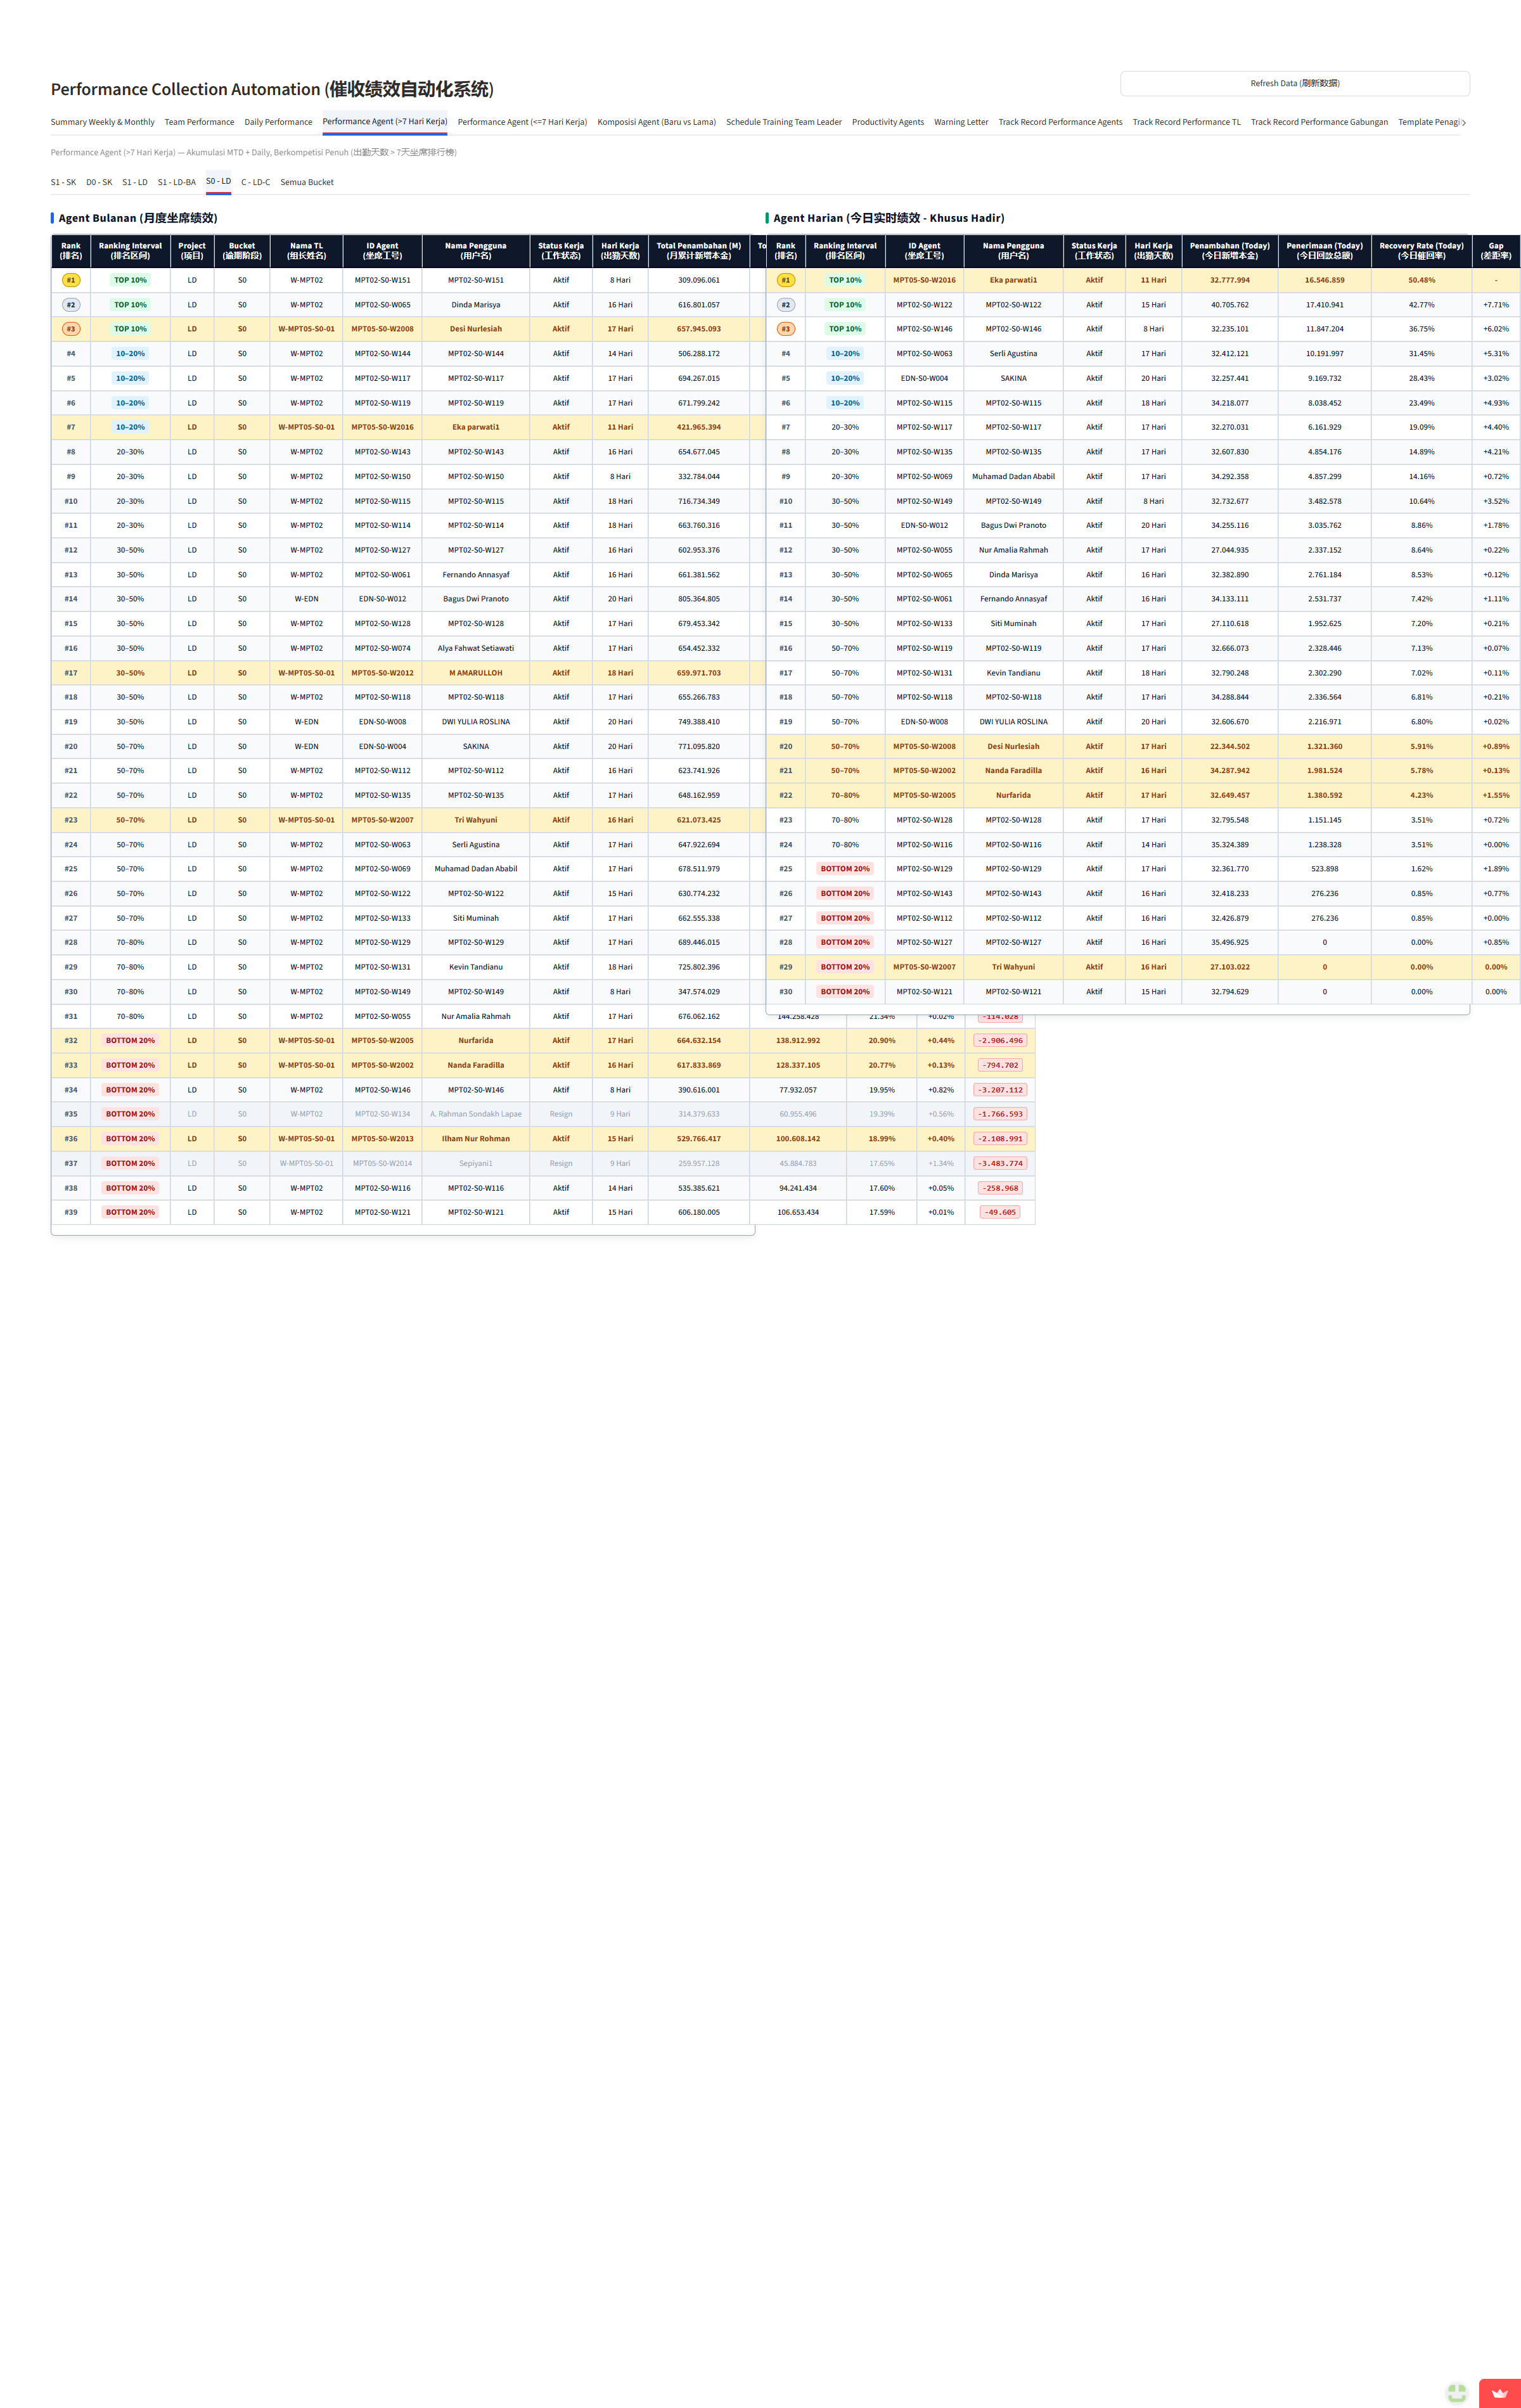 Performance Collection Automation (催收绩效自动化系统)
Refresh Data (刷新数据)
Summary Weekly & Monthly Team Performance Daily Performance Performance Agent (>7 Hari Kerja) Performance Agent (<=7 Hari Kerja) Komposisi Agent (Baru vs Lama) Schedule Training Team Leader Productivity Agents Warning Letter Track Record Performance Agents Track Record Performance TL Track Record Performance Gabungan Template Penagi
Performance Agent (>7 Hari Kerja) — Akumulasi MTD + Daily, Berkompetisi Penuh (出勤天数 > 7天坐席排行榜)
S1 - SK D0 - SK S1 - LD S1 - LD-BA S0 - LD C - LD-C Semua Bucket
Agent Bulanan (月度坐席绩效)
Rank Ranking Interval Project Bucket Nama TL ID Agent Nama Pengguna Status Kerja Hari Kerja Total Penambahan (M) To
(排名) (排名区间) (项目) (逾期阶段) (组长姓名) (坐席工号) (用户名) (工作状态) (出勤天数) (月累计新增本金)
#1 TOP 10% LD S0 W-MPT02 MPT02-S0-W151 MPT02-S0-W151 Aktif 8 Hari 309.096.061
#2 TOP 10% LD S0 W-MPT02 MPT02-S0-W065 Dinda Marisya Aktif 16 Hari 616.801.057
#3 TOP 10% LD S0 W-MPT05-S0-01 MPT05-S0-W2008 Desi Nurlesiah Aktif 17 Hari 657.945.093
#4 10–20% LD S0 W-MPT02 MPT02-S0-W144 MPT02-S0-W144 Aktif 14 Hari 506.288.172
#5 10–20% LD S0 W-MPT02 MPT02-S0-W117 MPT02-S0-W117 Aktif 17 Hari 694.267.015
#6 10–20% LD S0 W-MPT02 MPT02-S0-W119 MPT02-S0-W119 Aktif 17 Hari 671.799.242
#7 10–20% LD S0 W-MPT05-S0-01 MPT05-S0-W2016 Eka parwati1 Aktif 11 Hari 421.965.394
#8 20–30% LD S0 W-MPT02 MPT02-S0-W143 MPT02-S0-W143 Aktif 16 Hari 654.677.045
#9 20–30% LD S0 W-MPT02 MPT02-S0-W150 MPT02-S0-W150 Aktif 8 Hari 332.784.044
#10 20–30% LD S0 W-MPT02 MPT02-S0-W115 MPT02-S0-W115 Aktif 18 Hari 716.734.349
#11 20–30% LD S0 W-MPT02 MPT02-S0-W114 MPT02-S0-W114 Aktif 18 Hari 663.760.316
#12 30–50% LD S0 W-MPT02 MPT02-S0-W127 MPT02-S0-W127 Aktif 16 Hari 602.953.376
#13 30–50% LD S0 W-MPT02 MPT02-S0-W061 Fernando Annasyaf Aktif 16 Hari 661.381.562
#14 30–50% LD S0 W-EDN EDN-S0-W012 Bagus Dwi Pranoto Aktif 20 Hari 805.364.805
#15 30–50% LD S0 W-MPT02 MPT02-S0-W128 MPT02-S0-W128 Aktif 17 Hari 679.453.342
#16 30–50% LD S0 W-MPT02 MPT02-S0-W074 Alya Fahwat Setiawati Aktif 17 Hari 654.452.332
#17 30–50% LD S0 W-MPT05-S0-01 MPT05-S0-W2012 M AMARULLOH Aktif 18 Hari 659.971.703
#18 30–50% LD S0 W-MPT02 MPT02-S0-W118 MPT02-S0-W118 Aktif 17 Hari 655.266.783
#19 30–50% LD S0 W-EDN EDN-S0-W008 DWI YULIA ROSLINA Aktif 20 Hari 749.388.410
#20 50–70% LD S0 W-EDN EDN-S0-W004 SAKINA Aktif 20 Hari 771.095.820
#21 50–70% LD S0 W-MPT02 MPT02-S0-W112 MPT02-S0-W112 Aktif 16 Hari 623.741.926
#22 50–70% LD S0 W-MPT02 MPT02-S0-W135 MPT02-S0-W135 Aktif 17 Hari 648.162.959
#23 50–70% LD S0 W-MPT05-S0-01 MPT05-S0-W2007 Tri Wahyuni Aktif 16 Hari 621.073.425
#24 50–70% LD S0 W-MPT02 MPT02-S0-W063 Serli Agustina Aktif 17 Hari 647.922.694
#25 50–70% LD S0 W-MPT02 MPT02-S0-W069 Muhamad Dadan Ababil Aktif 17 Hari 678.511.979
#26 50–70% LD S0 W-MPT02 MPT02-S0-W122 MPT02-S0-W122 Aktif 15 Hari 630.774.232
#27 50–70% LD S0 W-MPT02 MPT02-S0-W133 Siti Muminah Aktif 17 Hari 662.555.338
#28 70–80% LD S0 W-MPT02 MPT02-S0-W129 MPT02-S0-W129 Aktif 17 Hari 689.446.015
#29 70–80% LD S0 W-MPT02 MPT02-S0-W131 Kevin Tandianu Aktif 18 Hari 725.802.396
#30 70–80% LD S0 W-MPT02 MPT02-S0-W149 MPT02-S0-W149 Aktif 8 Hari 347.574.029
#31 70–80% LD S0 W-MPT02 MPT02-S0-W055 Nur Amalia Rahmah Aktif 17 Hari 676.062.162 144.258.428 21.34% +0.02% -114.028
#32 BOTTOM 20% LD S0 W-MPT05-S0-01 MPT05-S0-W2005 Nurfarida Aktif 17 Hari 664.632.154 138.912.992 20.90% +0.44% -2.906.496
#33 BOTTOM 20% LD S0 W-MPT05-S0-01 MPT05-S0-W2002 Nanda Faradilla Aktif 16 Hari 617.833.869 128.337.105 20.77% +0.13% -794.702
#34 BOTTOM 20% LD S0 W-MPT02 MPT02-S0-W146 MPT02-S0-W146 Aktif 8 Hari 390.616.001 77.932.057 19.95% +0.82% -3.207.112
#35 BOTTOM 20% LD S0 W-MPT02 MPT02-S0-W134 A. Rahman Sondakh Lapae Resign 9 Hari 314.379.633 60.955.496 19.39% +0.56% -1.766.593
#36 BOTTOM 20% LD S0 W-MPT05-S0-01 MPT05-S0-W2013 Ilham Nur Rohman Aktif 15 Hari 529.766.417 100.608.142 18.99% +0.40% -2.108.991
#37 BOTTOM 20% LD S0 W-MPT05-S0-01 MPT05-S0-W2014 Sepiyani1 Resign 9 Hari 259.957.128 45.884.783 17.65% +1.34% -3.483.774
#38 BOTTOM 20% LD S0 W-MPT02 MPT02-S0-W116 MPT02-S0-W116 Aktif 14 Hari 535.385.621 94.241.434 17.60% +0.05% -258.968
#39 BOTTOM 20% LD S0 W-MPT02 MPT02-S0-W121 MPT02-S0-W121 Aktif 15 Hari 606.180.005 106.653.434 17.59% +0.01% -49.605
Agent Harian (今日实时绩效 - Khusus Hadir)
Rank Ranking Interval ID Agent Nama Pengguna Status Kerja Hari Kerja Penambahan (Today) Penerimaan (Today) Recovery Rate (Today) Gap
(排名) (排名区间) (坐席工号) (用户名) (工作状态) (出勤天数) (今日新增本金) (今日回款总额) (今日催回率) (差距率)
#1 TOP 10% MPT05-S0-W2016 Eka parwati1 Aktif 11 Hari 32.777.994 16.546.859 50.48% -
#2 TOP 10% MPT02-S0-W122 MPT02-S0-W122 Aktif 15 Hari 40.705.762 17.410.941 42.77% +7.71%
#3 TOP 10% MPT02-S0-W146 MPT02-S0-W146 Aktif 8 Hari 32.235.101 11.847.204 36.75% +6.02%
#4 10–20% MPT02-S0-W063 Serli Agustina Aktif 17 Hari 32.412.121 10.191.997 31.45% +5.31%
#5 10–20% EDN-S0-W004 SAKINA Aktif 20 Hari 32.257.441 9.169.732 28.43% +3.02%
#6 10–20% MPT02-S0-W115 MPT02-S0-W115 Aktif 18 Hari 34.218.077 8.038.452 23.49% +4.93%
#7 20–30% MPT02-S0-W117 MPT02-S0-W117 Aktif 17 Hari 32.270.031 6.161.929 19.09% +4.40%
#8 20–30% MPT02-S0-W135 MPT02-S0-W135 Aktif 17 Hari 32.607.830 4.854.176 14.89% +4.21%
#9 20–30% MPT02-S0-W069 Muhamad Dadan Ababil Aktif 17 Hari 34.292.358 4.857.299 14.16% +0.72%
#10 30–50% MPT02-S0-W149 MPT02-S0-W149 Aktif 8 Hari 32.732.677 3.482.578 10.64% +3.52%
#11 30–50% EDN-S0-W012 Bagus Dwi Pranoto Aktif 20 Hari 34.255.116 3.035.762 8.86% +1.78%
#12 30–50% MPT02-S0-W055 Nur Amalia Rahmah Aktif 17 Hari 27.044.935 2.337.152 8.64% +0.22%
#13 30–50% MPT02-S0-W065 Dinda Marisya Aktif 16 Hari 32.382.890 2.761.184 8.53% +0.12%
#14 30–50% MPT02-S0-W061 Fernando Annasyaf Aktif 16 Hari 34.133.111 2.531.737 7.42% +1.11%
#15 30–50% MPT02-S0-W133 Siti Muminah Aktif 17 Hari 27.110.618 1.952.625 7.20% +0.21%
#16 50–70% MPT02-S0-W119 MPT02-S0-W119 Aktif 17 Hari 32.666.073 2.328.446 7.13% +0.07%
#17 50–70% MPT02-S0-W131 Kevin Tandianu Aktif 18 Hari 32.790.248 2.302.290 7.02% +0.11%
#18 50–70% MPT02-S0-W118 MPT02-S0-W118 Aktif 17 Hari 34.288.844 2.336.564 6.81% +0.21%
#19 50–70% EDN-S0-W008 DWI YULIA ROSLINA Aktif 20 Hari 32.606.670 2.216.971 6.80% +0.02%
#20 50–70% MPT05-S0-W2008 Desi Nurlesiah Aktif 17 Hari 22.344.502 1.321.360 5.91% +0.89%
#21 50–70% MPT05-S0-W2002 Nanda Faradilla Aktif 16 Hari 34.287.942 1.981.524 5.78% +0.13%
#22 70–80% MPT05-S0-W2005 Nurfarida Aktif 17 Hari 32.649.457 1.380.592 4.23% +1.55%
#23 70–80% MPT02-S0-W128 MPT02-S0-W128 Aktif 17 Hari 32.795.548 1.151.145 3.51% +0.72%
#24 70–80% MPT02-S0-W116 MPT02-S0-W116 Aktif 14 Hari 35.324.389 1.238.328 3.51% +0.00%
#25 BOTTOM 20% MPT02-S0-W129 MPT02-S0-W129 Aktif 17 Hari 32.361.770 523.898 1.62% +1.89%
#26 BOTTOM 20% MPT02-S0-W143 MPT02-S0-W143 Aktif 16 Hari 32.418.233 276.236 0.85% +0.77%
#27 BOTTOM 20% MPT02-S0-W112 MPT02-S0-W112 Aktif 16 Hari 32.426.879 276.236 0.85% +0.00%
#28 BOTTOM 20% MPT02-S0-W127 MPT02-S0-W127 Aktif 16 Hari 35.496.925 0 0.00% +0.85%
#29 BOTTOM 20% MPT05-S0-W2007 Tri Wahyuni Aktif 16 Hari 27.103.022 0 0.00% 0.00%
#30 BOTTOM 20% MPT02-S0-W121 MPT02-S0-W121 Aktif 15 Hari 32.794.629 0 0.00% 0.00%